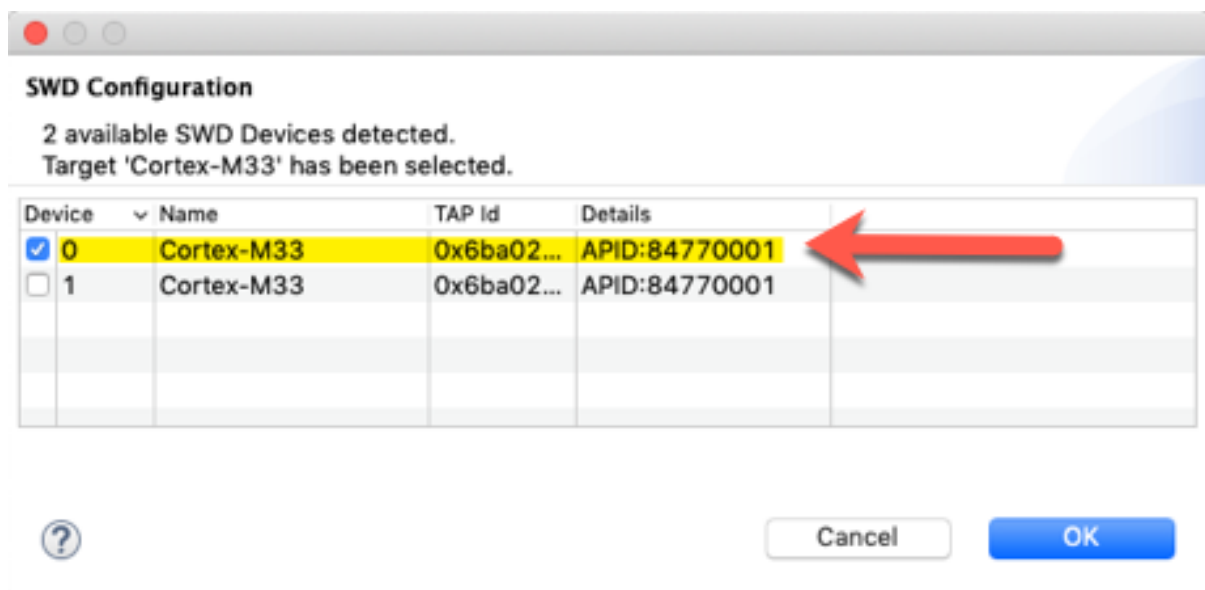 SWD Configuration
2 available SWD Devices detected.
Target 'Cortex-M33' has been selected.
Device Name TAP Id Details
0 Cortex-M33 0x6ba02... APID:84770001
1 Cortex-M33 0x6ba02... APID:84770001
? Cancel OK